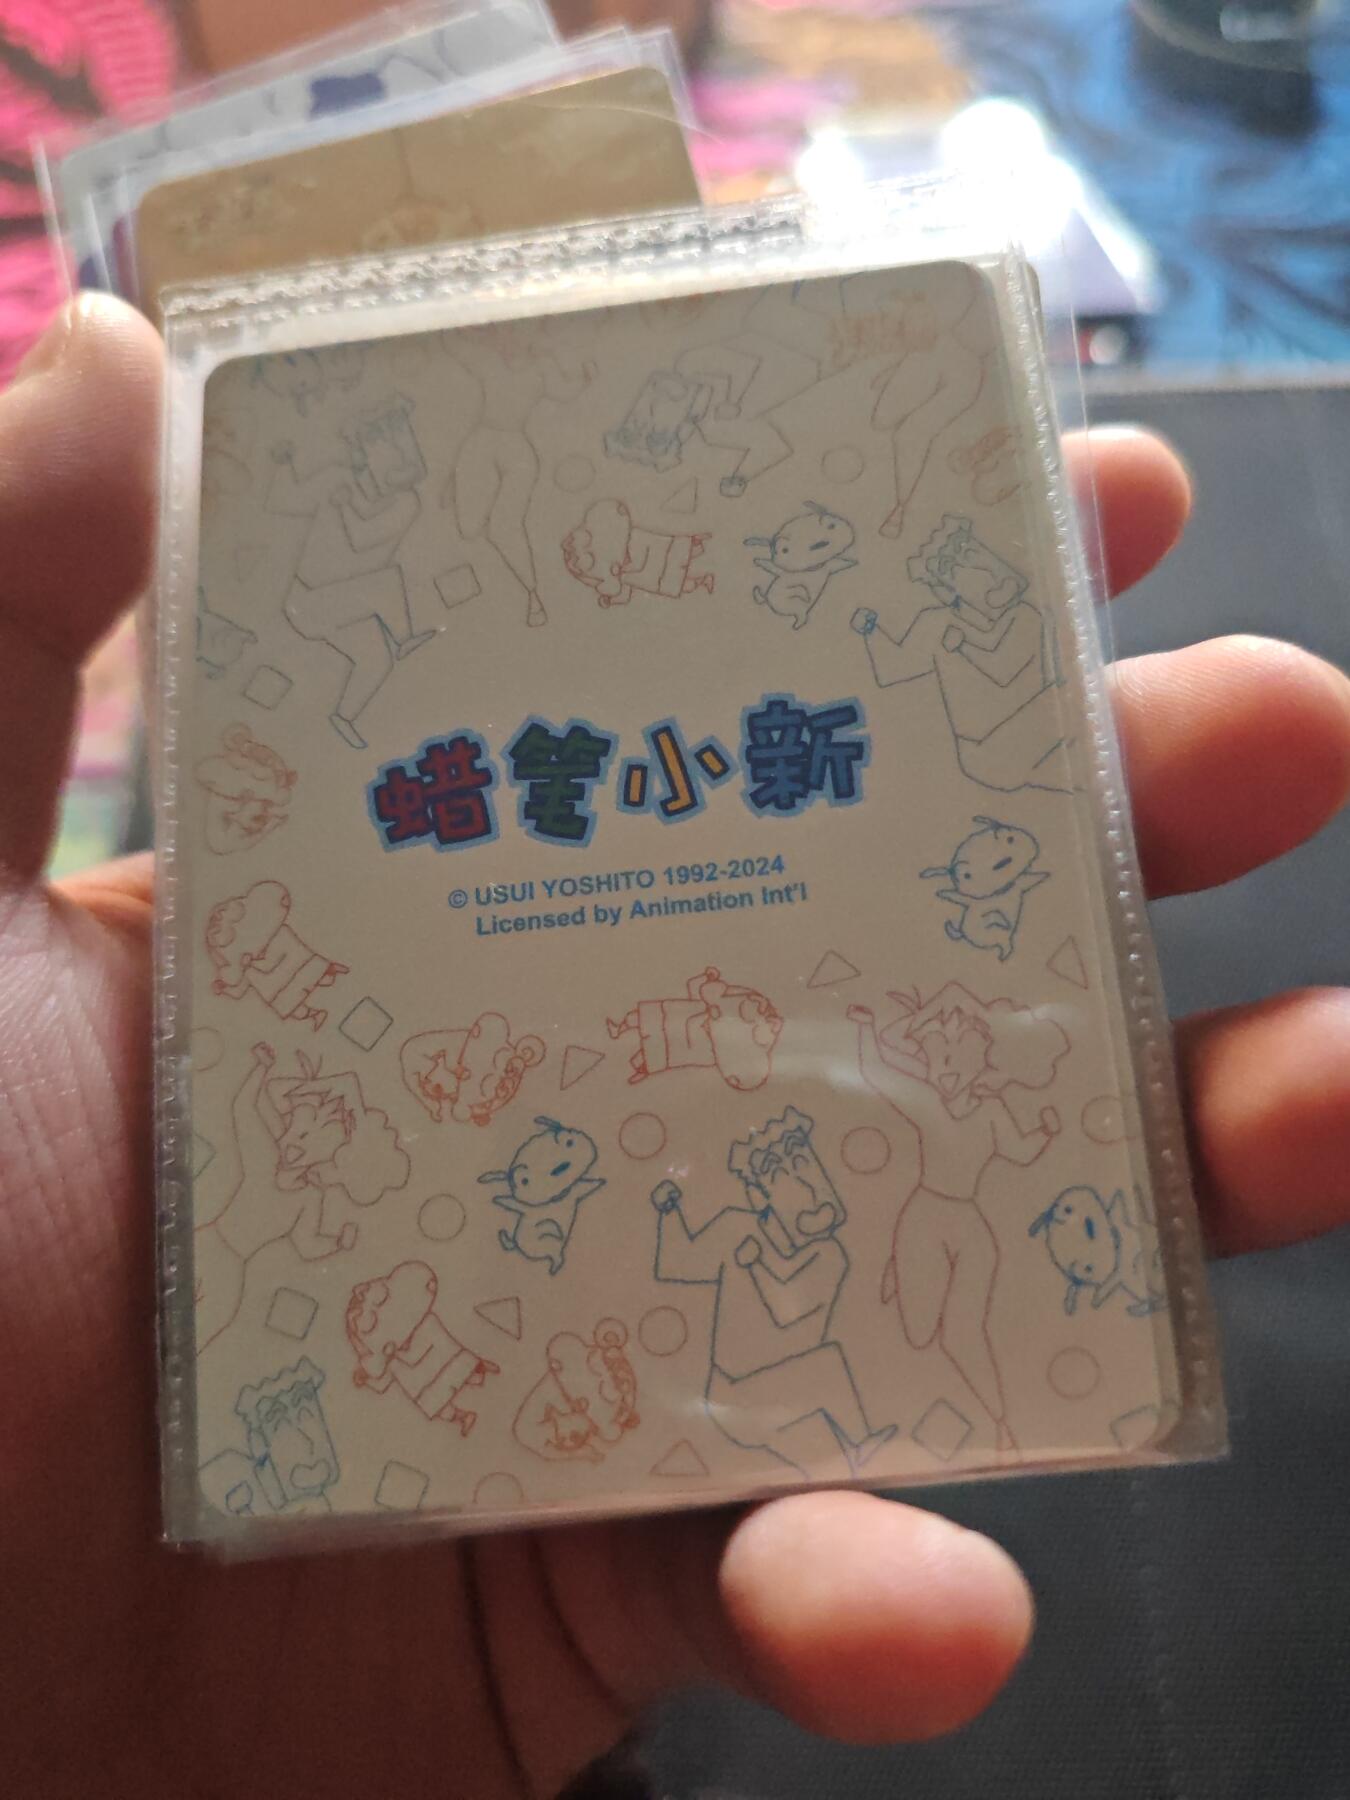 蜡笔小新
© USUI YOSHITO 1992-2024
Licensed by Animation Int'l